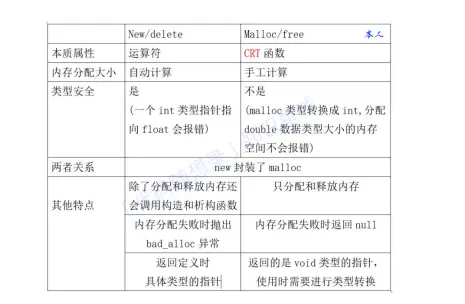 New/delete Malloc/free 本人
本质属性 运算符 CRT 函数
内存分配大小 自动计算 手工计算
类型安全 是 不是
(一个 int 类型指针指 (malloc 类型转换成 int,分配
向 float 会报错) double 数据类型大小的内存
空间不会报错)
两者关系 new 封装了 malloc
除了分配和释放内存还 只分配和释放内存
其他特点 会调用构造和析构函数
内存分配失败时抛出 内存分配失败时返回 null
bad_alloc 异常
返回定义时 返回的是 void 类型的指针，
具体类型的指针 使用时需要进行类型转换